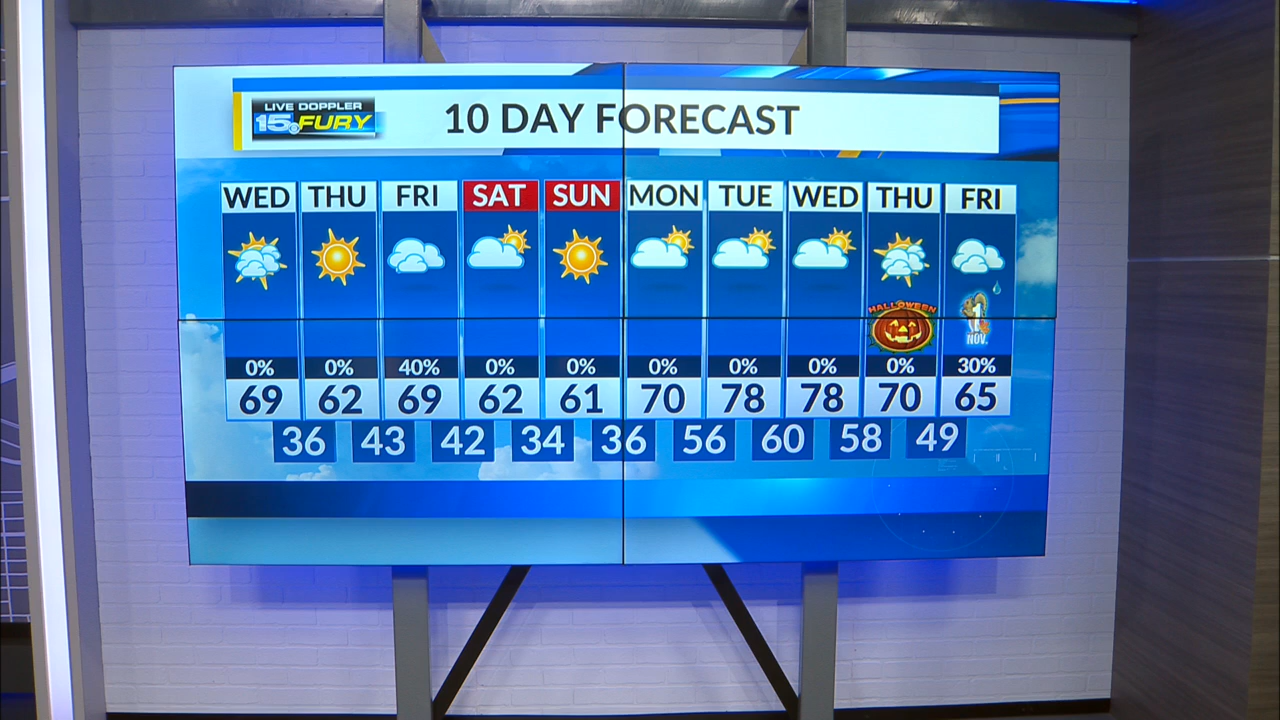 LIVE DOPPLER
15 FURY
10 DAY FORECAST
WED THU FRI SAT SUN MON TUE WED THU FRI
HALLOWEEN
1
NOV.
0% 0% 40% 0% 0% 0% 0% 0% 0% 30%
69 62 69 62 61 70 78 78 70 65
36 43 42 34 36 56 60 58 49